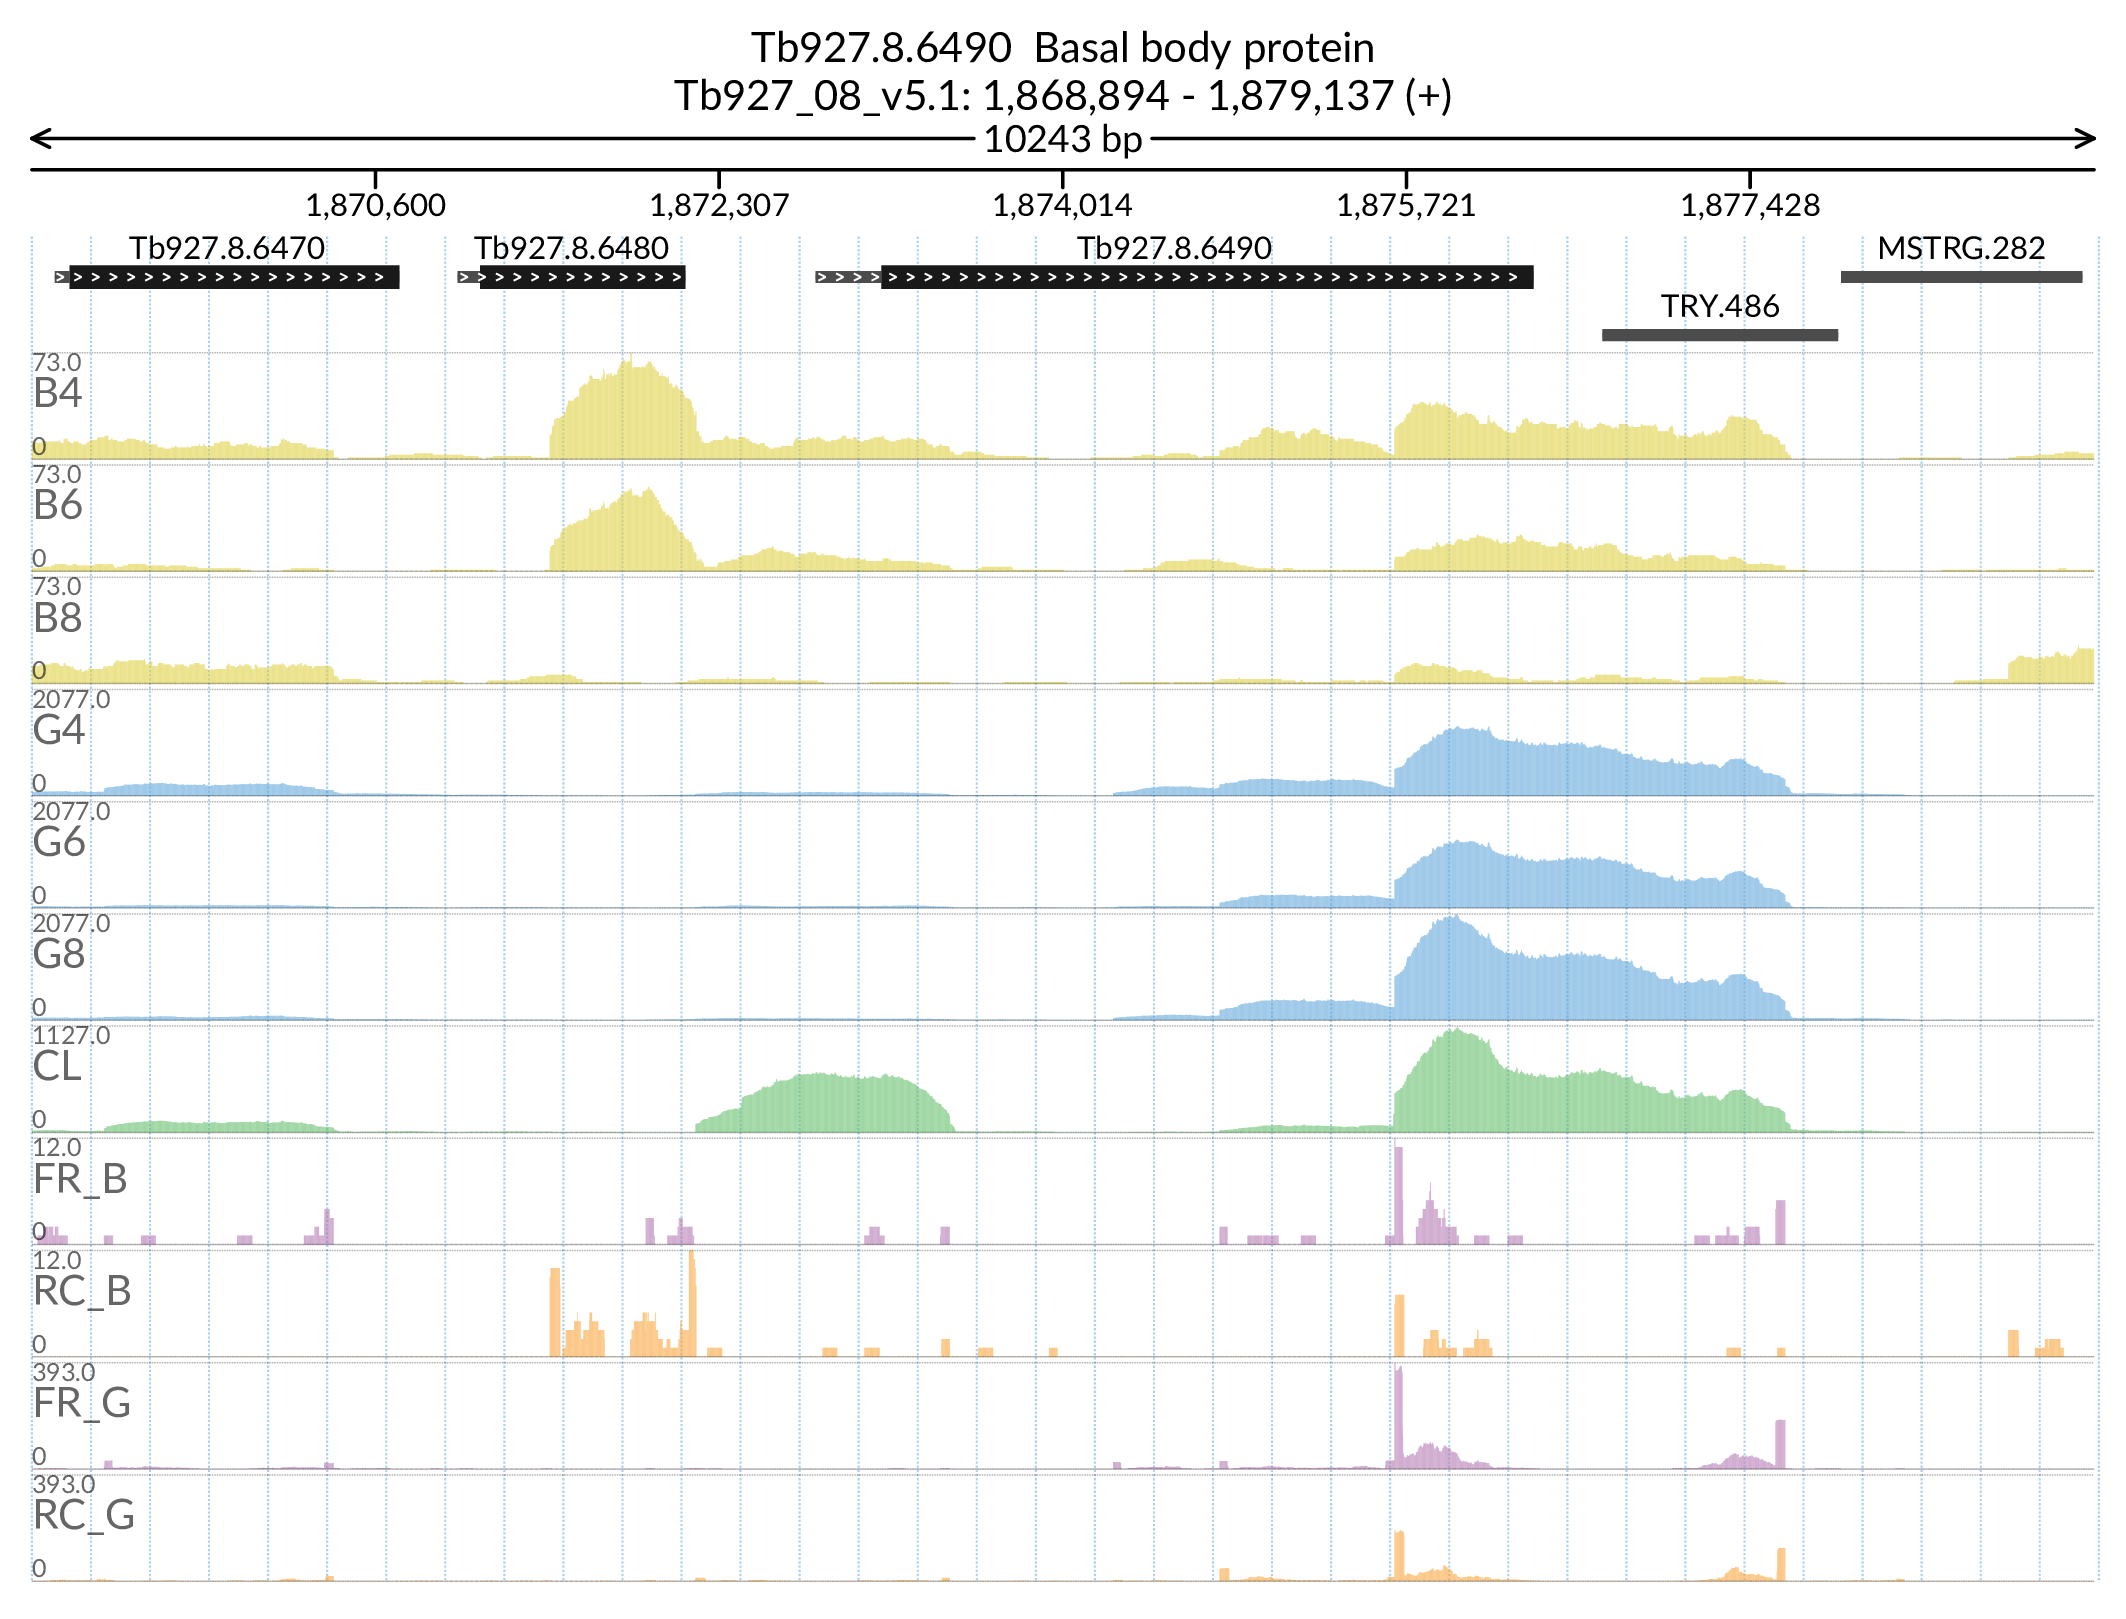 Tb927.8.6490 Basal body protein
Tb927_08_v5.1: 1,868,894 - 1,879,137 (+)
10243 bp
1,870,600 1,872,307 1,874,014 1,875,721 1,877,428
Tb927.8.6470 Tb927.8.6480 Tb927.8.6490 MSTRG.282
TRY.486
73.0
B4
0
73.0
B6
0
73.0
B8
0
2077.0
G4
0
2077.0
G6
0
2077.0
G8
0
1127.0
CL
0
12.0
FR_B
0
12.0
RC_B
0
393.0
FR_G
0
393.0
RC_G
0